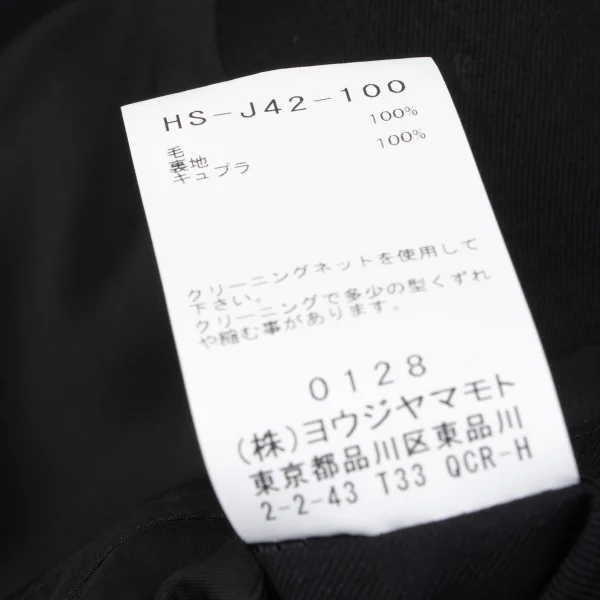 HS-J42-100
毛 100%
裏地
キュプラ 100%
クリーニングネットを使用して
下さい。
クリーニングで多少の型くずれ
や縮む事があります。
0128
(株)ヨウジヤマモト
東京都品川区東品川
2-2-43 T33 QCR-H